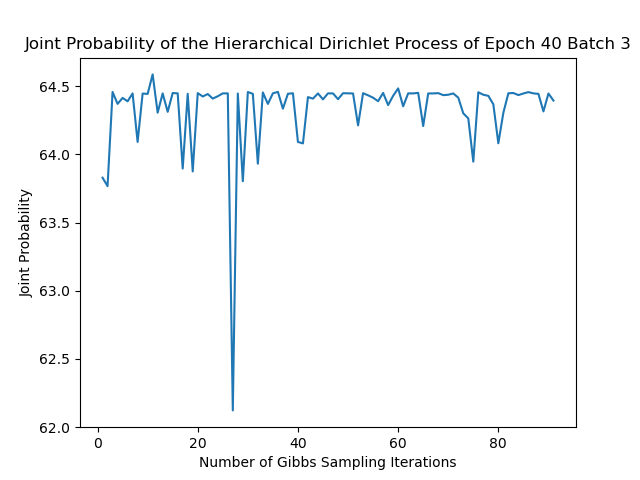 Joint Probability of the Hierarchical Dirichlet Process of Epoch 40 Batch 3
64.5
64.0
63.5
63.0
62.5
62.0
Joint Probability
0 20 40 60 80
Number of Gibbs Sampling Iterations